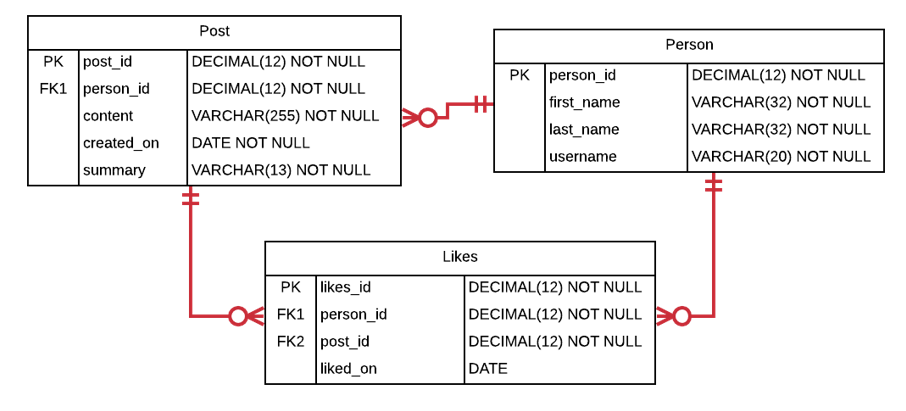 Post
PK post_id DECIMAL(12) NOT NULL
FK1 person_id DECIMAL(12) NOT NULL
content VARCHAR(255) NOT NULL
created_on DATE NOT NULL
summary VARCHAR(13) NOT NULL
Person
PK person_id DECIMAL(12) NOT NULL
first_name VARCHAR(32) NOT NULL
last_name VARCHAR(32) NOT NULL
username VARCHAR(20) NOT NULL
Likes
PK likes_id DECIMAL(12) NOT NULL
FK1 person_id DECIMAL(12) NOT NULL
FK2 post_id DECIMAL(12) NOT NULL
liked_on DATE